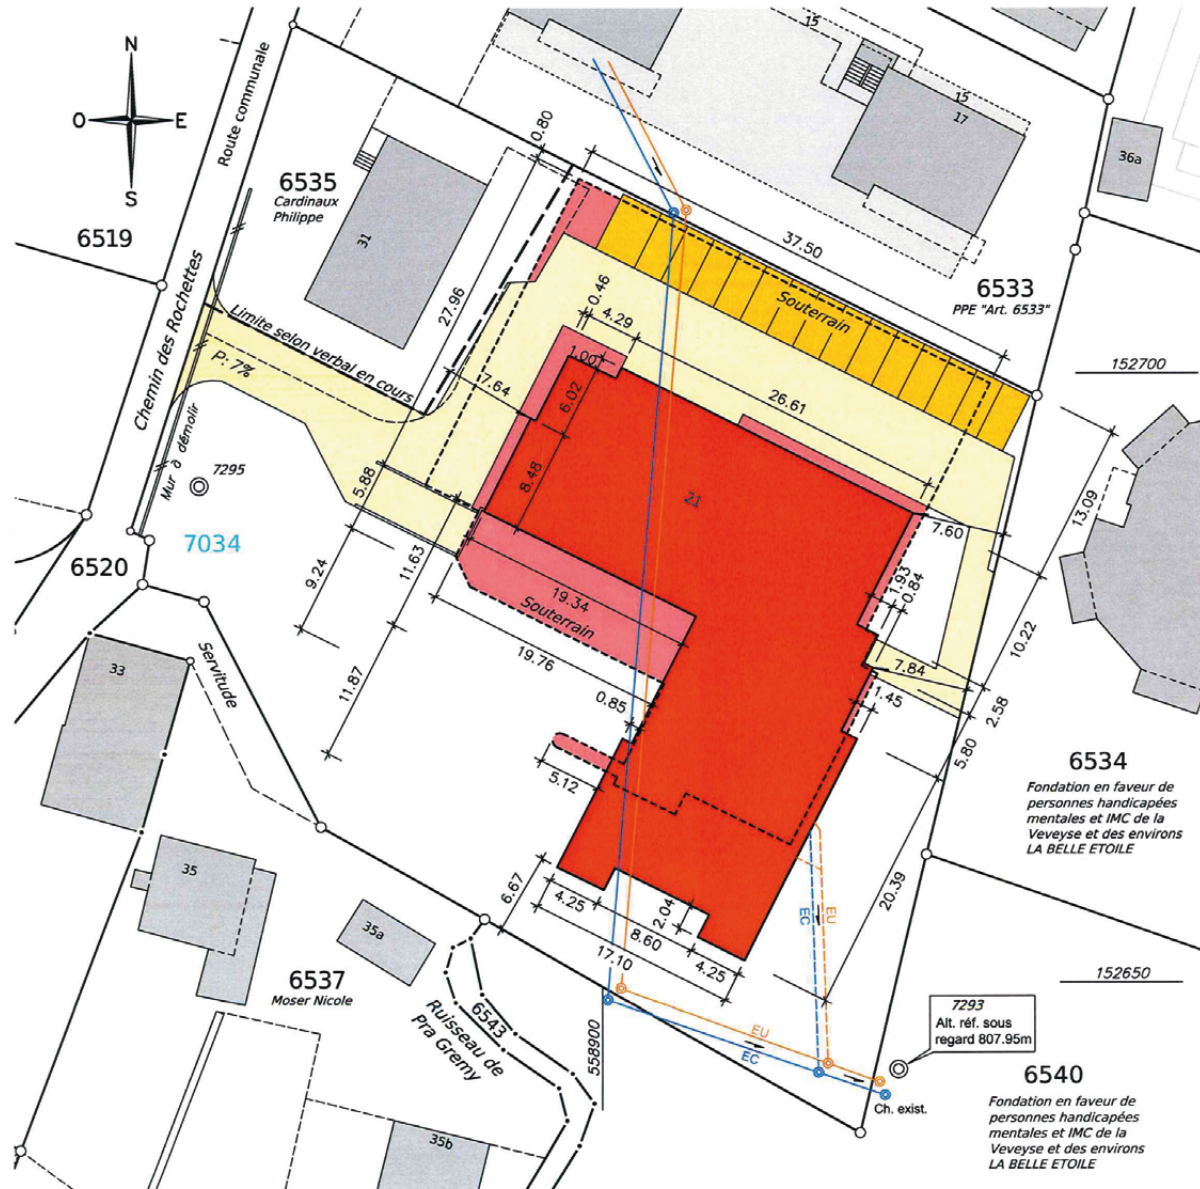 N
O
E
S
Route communale
15
15
17
36a
0.80
6535
Cardinaux
Philippe
6519
31
37.50
6533
PPE "Art. 6533"
Souterrain
27.96
0.46
4.29
Chemin des Rochettes
Limite selon verbal en cours
P: 7%
152700
1.00
7.64
6.02
26.61
Mur à démolir
7295
8.48
21
5.88
13.09
7034
7.60
6520
9.24
11.63
1.93
0.84
19.34
Souterrain
10.22
Servitude
33
19.76
7.84
11.87
0.85
1.45
2.58
5.80
6534
Fondation en faveur de
personnes handicapées
mentales et IMC de la
Veveyse et des environs
LA BELLE ETOILE
5.12
35
6.67
4.25
2.04
8.60
4.25
17.10
EC
EU
20.39
35a
6537
Moser Nicole
152650
6543
Ruisseau de
Pra Gremy
558900
EU
EC
7293
Alt. réf. sous
regard 807.95m
Ch. exist.
6540
Fondation en faveur de
personnes handicapées
mentales et IMC de la
Veveyse et des environs
LA BELLE ETOILE
35b